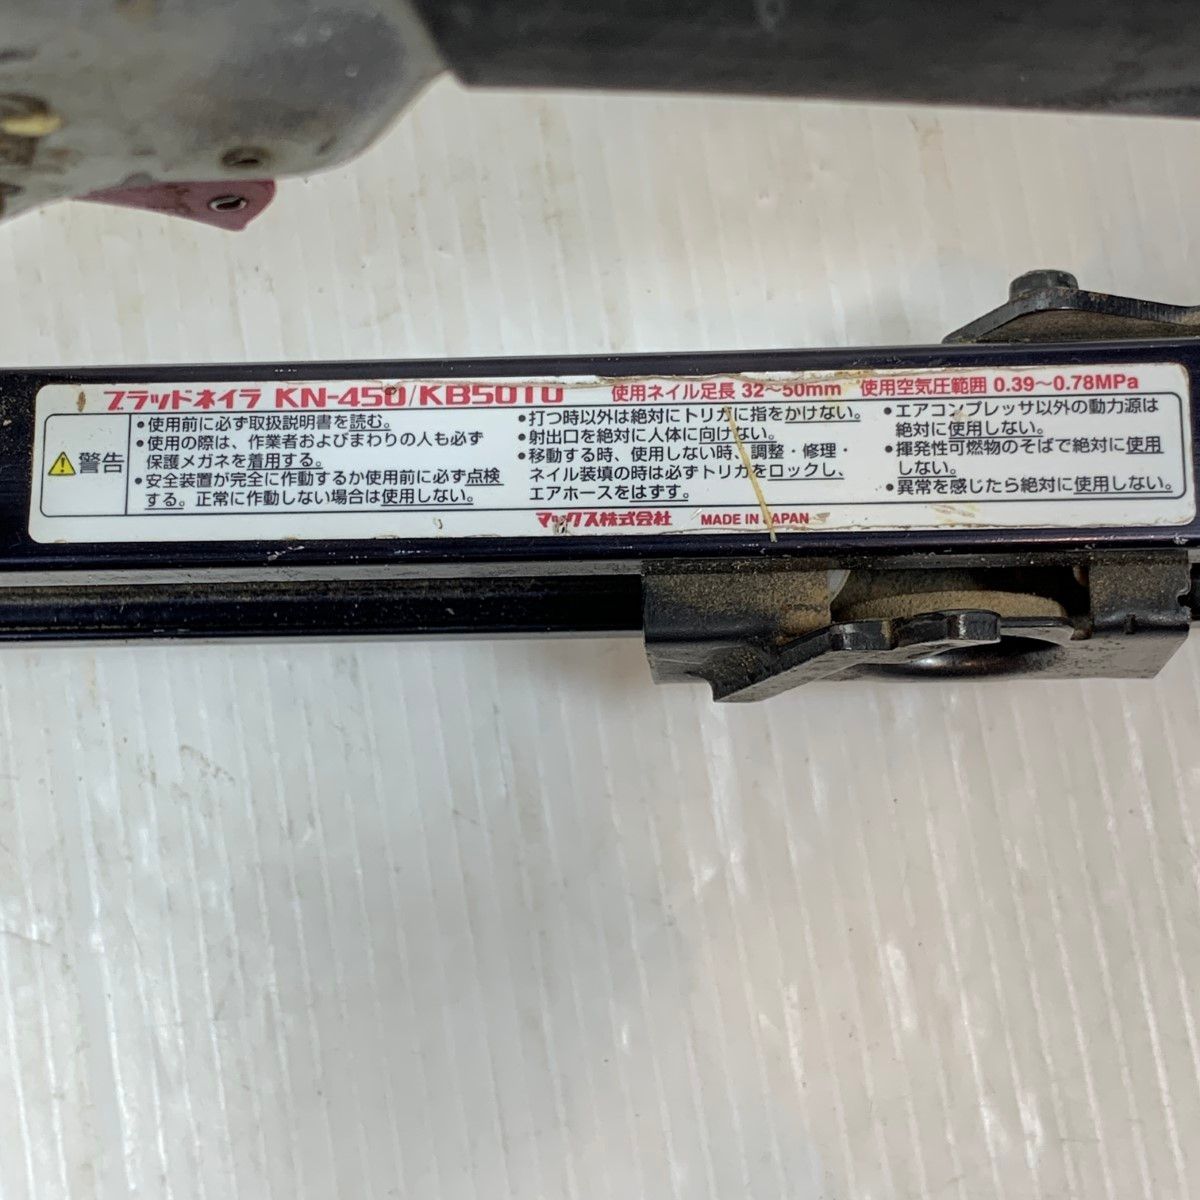 ブラッドネイラ KN-450/KB50T0 使用ネイル足長 32～50mm 使用空気圧範囲 0.39～0.78MPa
警告
•使用前に必ず取扱説明書を読む。
•使用の際は、作業者およびまわりの人も必ず
保護メガネを着用する。
•安全装置が完全に作動するか使用前に必ず点検
する。正常に作動しない場合は使用しない。
•打つ時以外は絶対にトリガに指をかけない。
•射出口を絶対に人体に向けない。
•移動する時、使用しない時、調整・修理・
ネイル装填の時は必ずトリガをロックし、
エアホースをはずす。
•エアコンプレッサ以外の動力源は
絶対に使用しない。
•揮発性可燃物のそばで絶対に使用
しない。
•異常を感じたら絶対に使用しない。
マックス株式会社 MADE IN JAPAN